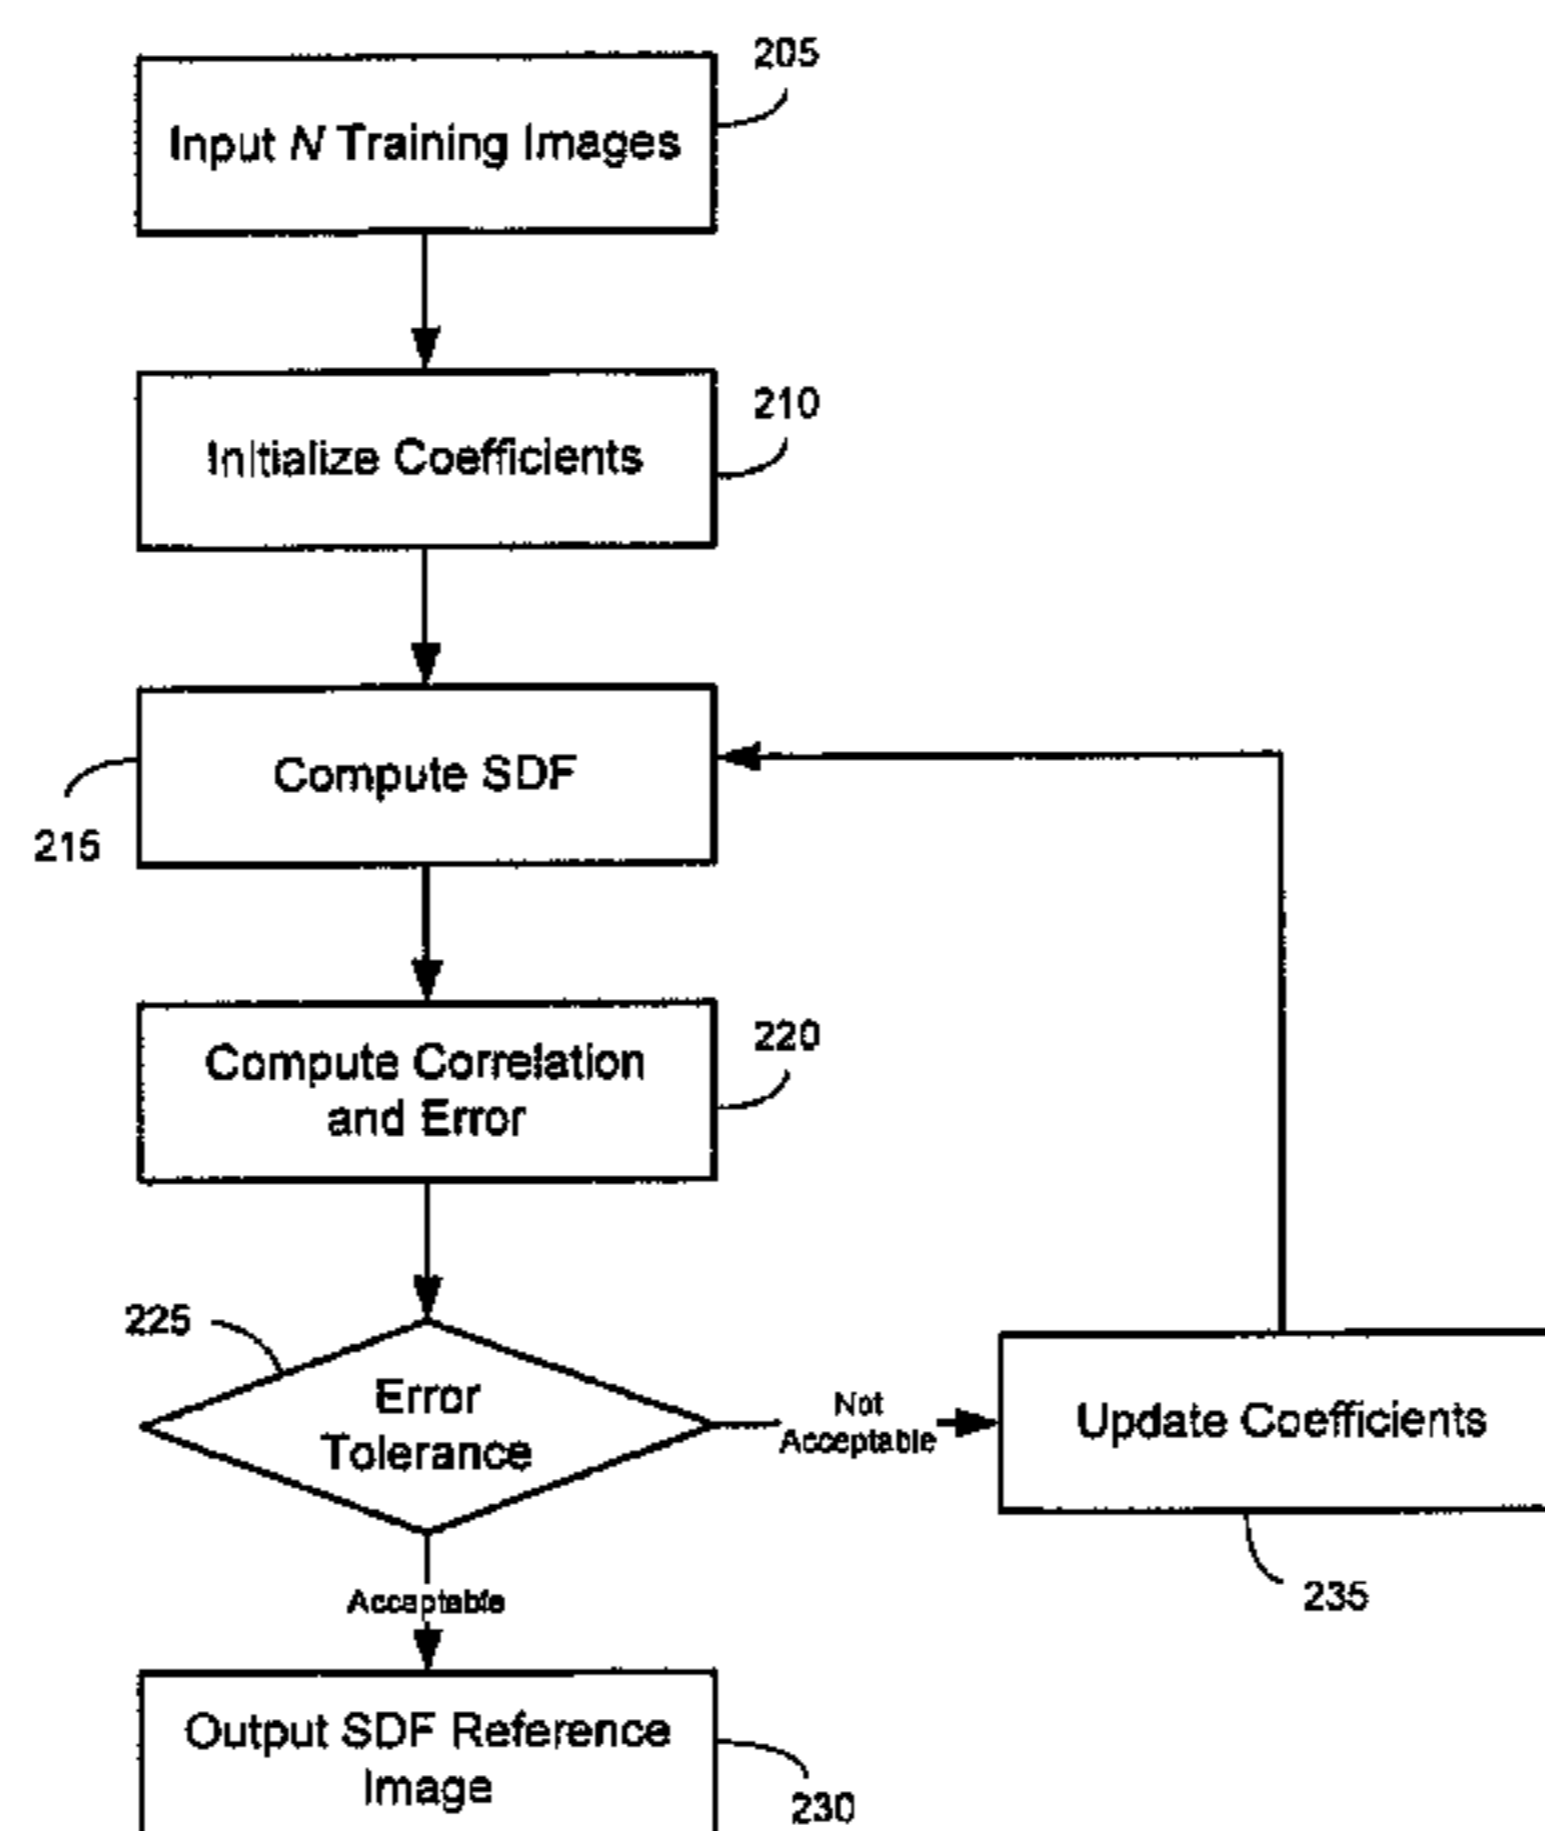 205
Input N Training Images
210
Initialize Coefficients
Compute SDF
215
220
Compute Correlation
and Error
225
Error
Tolerance
Not
Acceptable
Update Coefficients
235
Acceptable
Output SDF Reference
Image
230